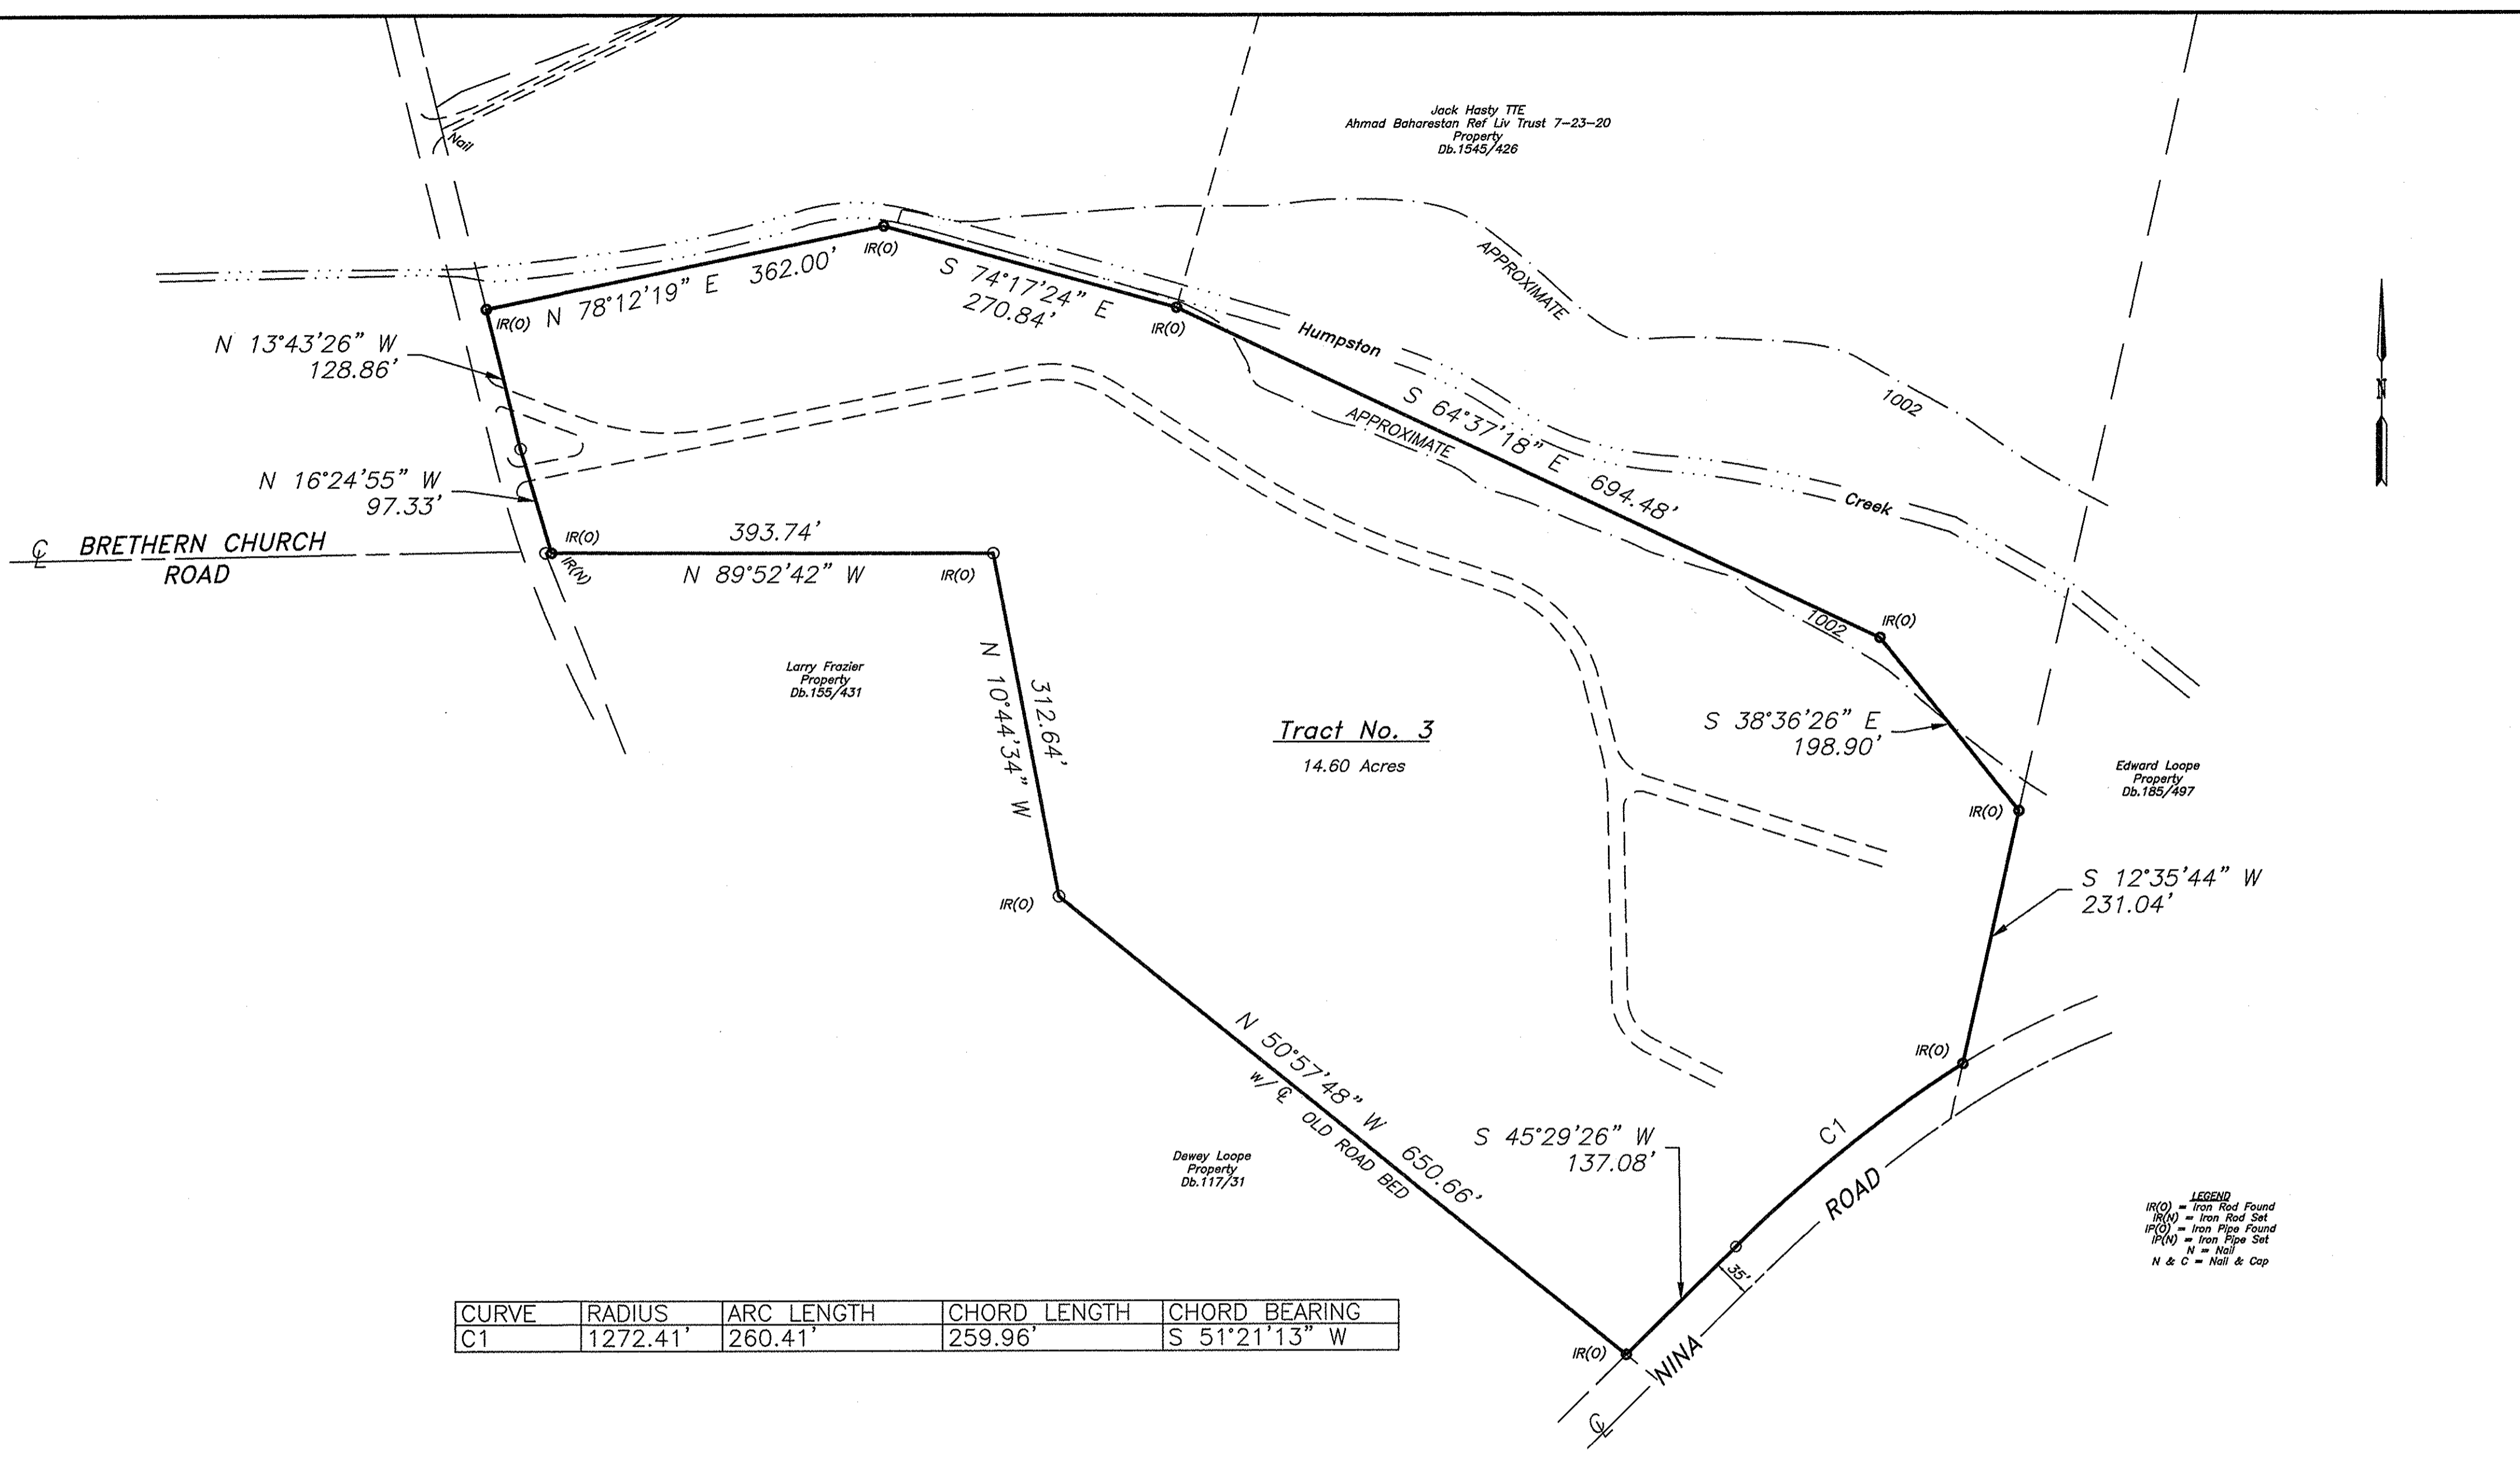 Jack Hasty TTE
Ahmad Baharestan Ref Liv Trust 7-23-20
Property
Db.1545/426
Nail
APPROXIMATE
1002
N
IR(O)
N 78°12'19" E 362.00'
IR(O)
S 74°17'24" E
270.84'
IR(O)
Humpston
Creek
S 64°37'18" E 694.48'
APPROXIMATE
1002
IR(O)
N 13°43'26" W
128.86'
N 16°24'55" W
97.33'
℄ BRETHERN CHURCH
ROAD
IR(O)
IR(N)
393.74'
N 89°52'42" W
IR(O)
Larry Frazier
Property
Db.155/431
312.64'
N 10°44'34" W
IR(O)
Tract No. 3
14.60 Acres
S 38°36'26" E
198.90'
IR(O)
Edward Loope
Property
Db.185/497
S 12°35'44" W
231.04'
IR(O)
N 50°57'48" W 650.66'
w/ ℄ OLD ROAD BED
Dewey Loope
Property
Db.117/31
S 45°29'26" W
137.08'
C1
35'
IR(O)
℄ NINA ROAD
LEGEND
IR(O) = Iron Rod Found
IR(N) = Iron Rod Set
IP(O) = Iron Pipe Found
IP(N) = Iron Pipe Set
N = Nail
N & C = Nail & Cap
CURVE RADIUS ARC LENGTH CHORD LENGTH CHORD BEARING
C1 1272.41' 260.41' 259.96' S 51°21'13" W